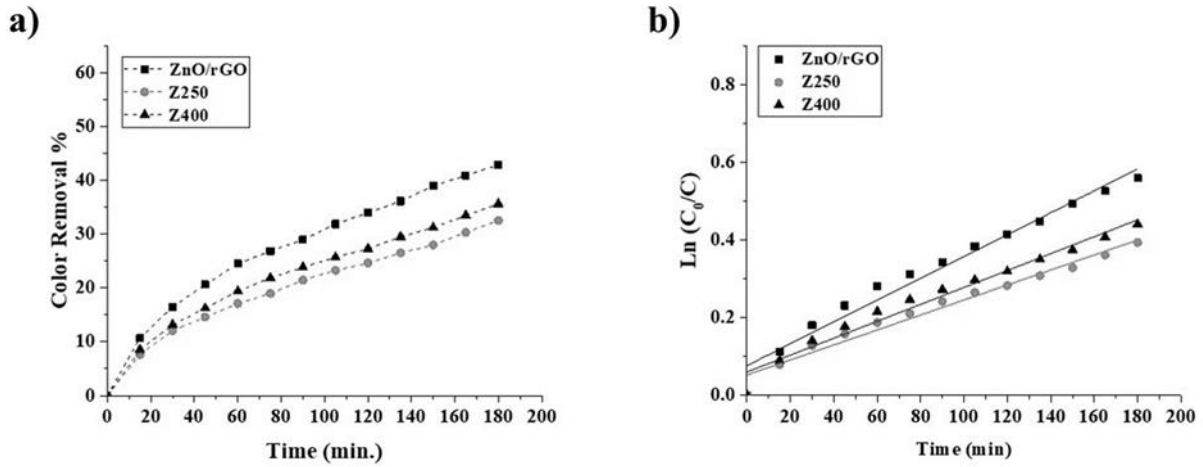 a)
ZnO/rGO
Z250
Z400
Color Removal %
60
50
40
30
20
10
0
0 20 40 60 80 100 120 140 160 180 200
Time (min.)
b)
ZnO/rGO
Z250
Z400
Ln (C₀/C)
0.8
0.6
0.4
0.2
0.0
0 20 40 60 80 100 120 140 160 180 200
Time (min)